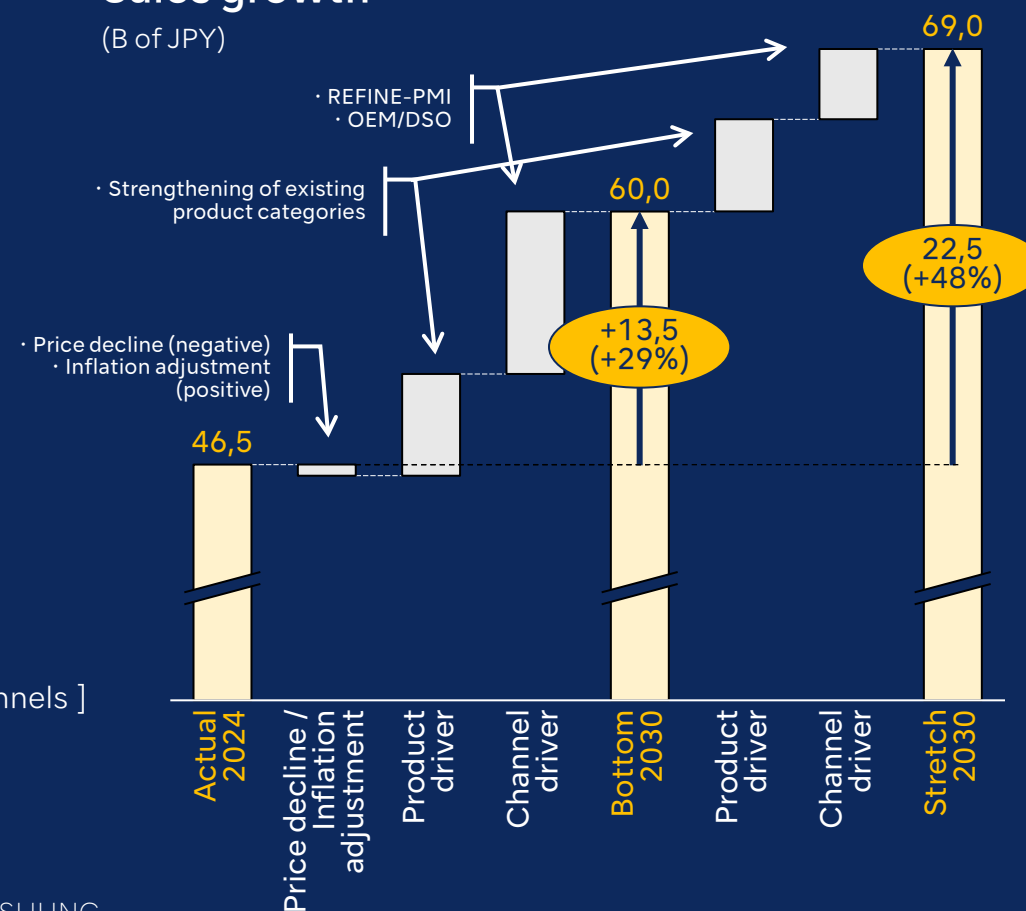 Sales growth
(B of JPY)
69,0
· REFINE-PMI
· OEM/DSO
· Strengthening of existing
product categories
60,0
22,5
(+48%)
+13,5
(+29%)
· Price decline (negative)
· Inflation adjustment
(positive)
46,5
nnels ]
Actual
2024
Price decline /
Inflation
adjustment
Product
driver
Channel
driver
Bottom
2030
Product
driver
Channel
driver
Stretch
2030